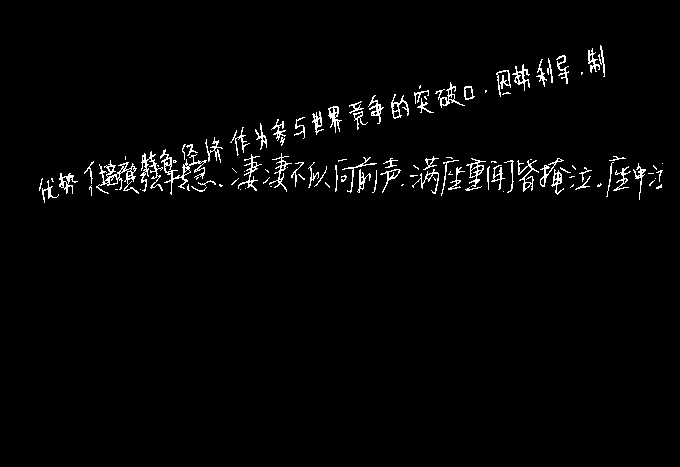 优势 经济作为参与世界竞争的突破口.因势利导.制
急.凄凄不似向前声.满座重闻皆掩泣。座中泣